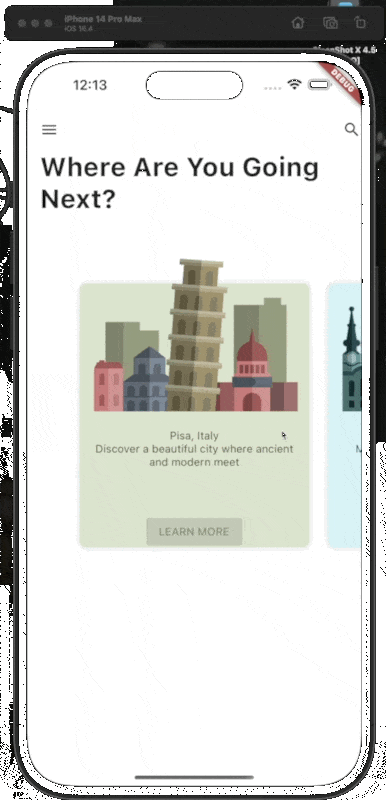 iPhone 14 Pro Max
iOS 16.4
12:13
DEBUG
Where Are You Going
Next?
Pisa, Italy
Discover a beautiful city where ancient
and modern meet
M
LEARN MORE